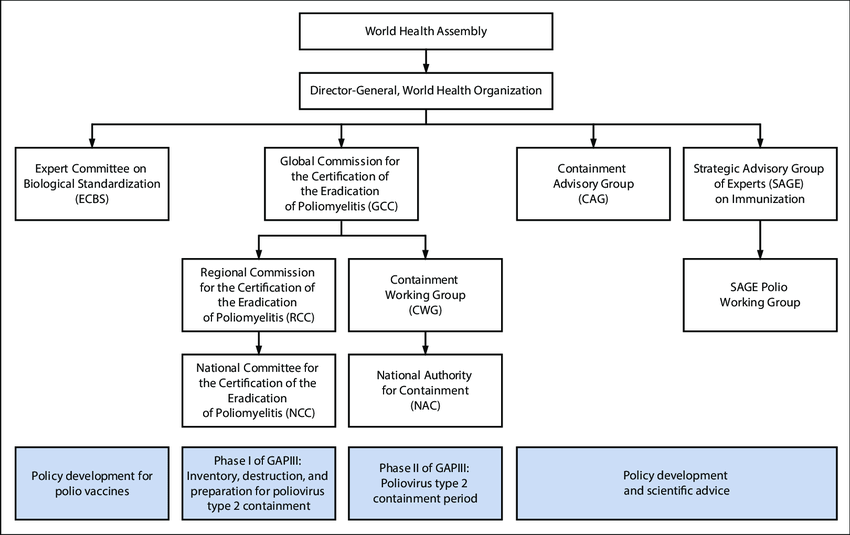 World Health Assembly
Director-General, World Health Organization
Expert Committee on
Biological Standardization
(ECBS)
Global Commission for
the Certification of
the Eradication
of Poliomyelitis (GCC)
Containment
Advisory Group
(CAG)
Strategic Advisory Group
of Experts (SAGE)
on Immunization
Regional Commission
for the Certification of
the Eradication
of Poliomyelitis (RCC)
Containment
Working Group
(CWG)
SAGE Polio
Working Group
National Committee for
the Certification of the
Eradication
of Poliomyelitis (NCC)
National Authority
for Containment
(NAC)
Policy development for
polio vaccines
Phase I of GAPIII:
Inventory, destruction, and
preparation for poliovirus
type 2 containment
Phase II of GAPIII:
Poliovirus type 2
containment period
Policy development
and scientific advice